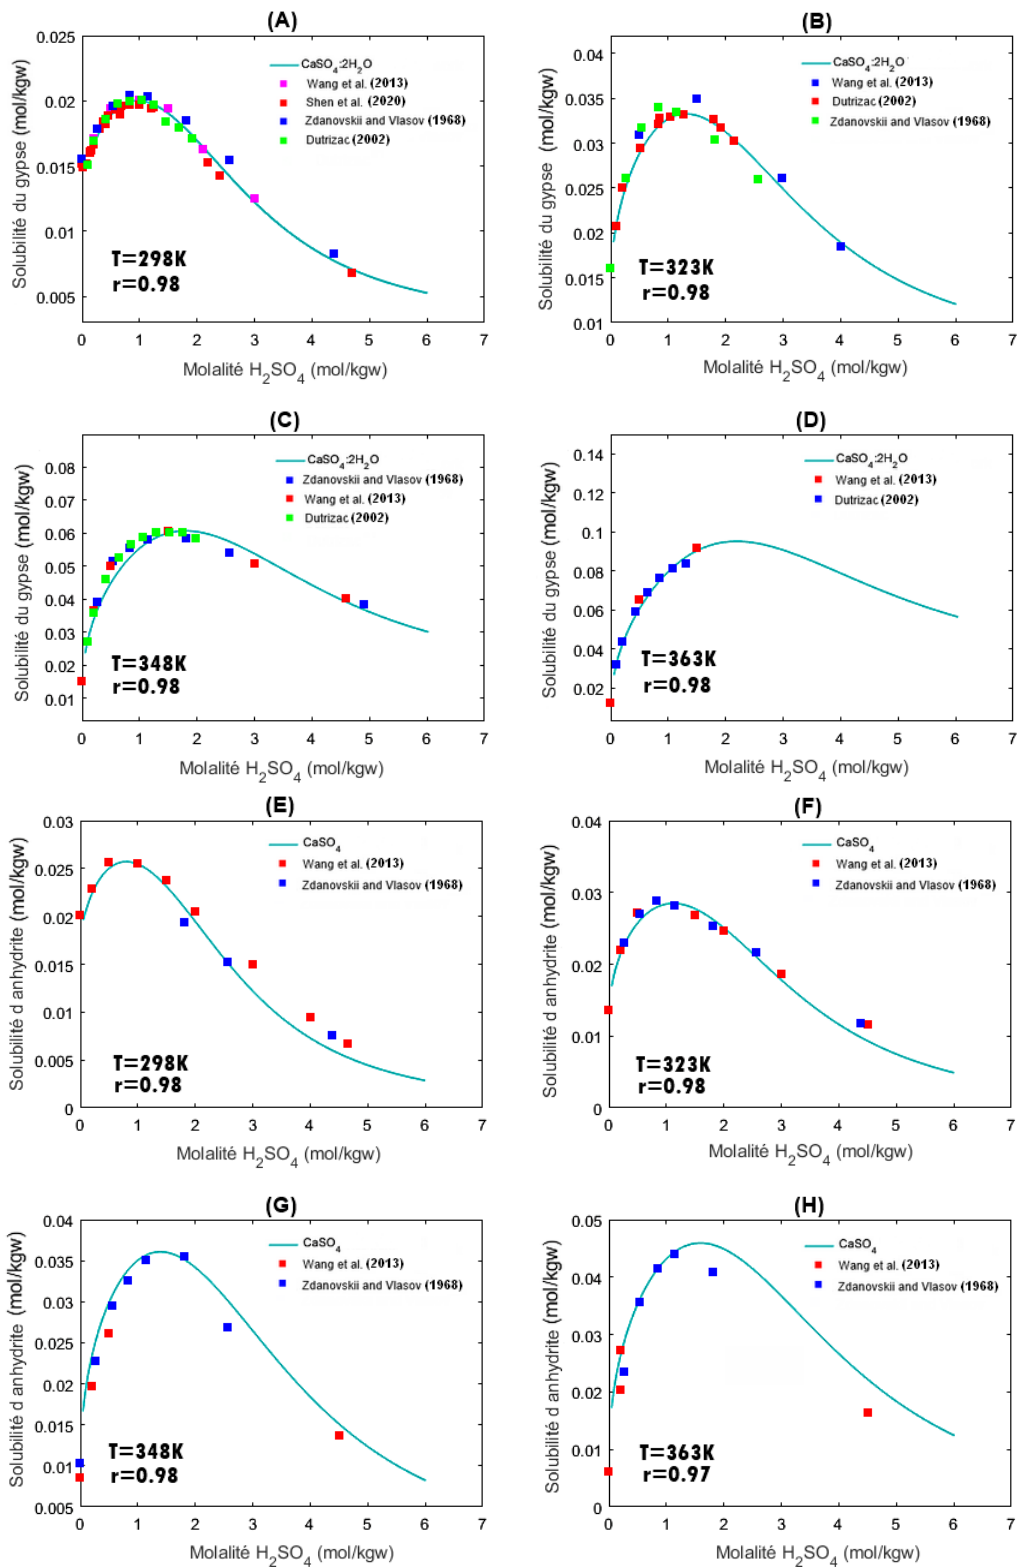 (A)
0.025
0.02
0.015
0.01
0.005
Solubilité du gypse (mol/kgw)
CaSO4:2H2O
Wang et al. (2013)
Shen et al. (2020)
Zdanovskii and Vlasov (1968)
Dutrizac (2002)
T=298K
r=0.98
0 1 2 3 4 5 6 7
Molalité H2SO4 (mol/kgw)
(B)
0.04
0.035
0.03
0.025
0.02
0.015
0.01
Solubilité du gypse (mol/kgw)
CaSO4:2H2O
Wang et al. (2013)
Dutrizac (2002)
Zdanovskii and Vlasov (1968)
T=323K
r=0.98
0 1 2 3 4 5 6 7
Molalité H2SO4 (mol/kgw)
(C)
0.08
0.07
0.06
0.05
0.04
0.03
0.02
0.01
Solubilité du gypse (mol/kgw)
CaSO4:2H2O
Zdanovskii and Vlasov (1968)
Wang et al. (2013)
Dutrizac (2002)
T=348K
r=0.98
0 1 2 3 4 5 6 7
Molalité H2SO4 (mol/kgw)
(D)
0.14
0.12
0.1
0.08
0.06
0.04
0.02
Solubilité du gypse (mol/kgw)
CaSO4:2H2O
Wang et al. (2013)
Dutrizac (2002)
T=363K
r=0.98
0 1 2 3 4 5 6 7
Molalité H2SO4 (mol/kgw)
(E)
0.03
0.025
0.02
0.015
0.01
0.005
0
Solubilité d anhydrite (mol/kgw)
CaSO4
Wang et al. (2013)
Zdanovskii and Vlasov (1968)
T=298K
r=0.98
0 1 2 3 4 5 6 7
Molalité H2SO4 (mol/kgw)
(F)
0.04
0.03
0.02
0.01
0
Solubilité d anhydrite (mol/kgw)
CaSO4
Wang et al. (2013)
Zdanovskii and Vlasov (1968)
T=323K
r=0.98
0 1 2 3 4 5 6 7
Molalité H2SO4 (mol/kgw)
(G)
0.04
0.035
0.03
0.025
0.02
0.015
0.01
0.005
Solubilité d anhydrite (mol/kgw)
CaSO4
Wang et al. (2013)
Zdanovskii and Vlasov (1968)
T=348K
r=0.98
0 1 2 3 4 5 6 7
Molalité H2SO4 (mol/kgw)
(H)
0.05
0.04
0.03
0.02
0.01
0
Solubilité d anhydrite (mol/kgw)
CaSO4
Wang et al. (2013)
Zdanovskii and Vlasov (1968)
T=363K
r=0.97
0 1 2 3 4 5 6 7
Molalité H2SO4 (mol/kgw)